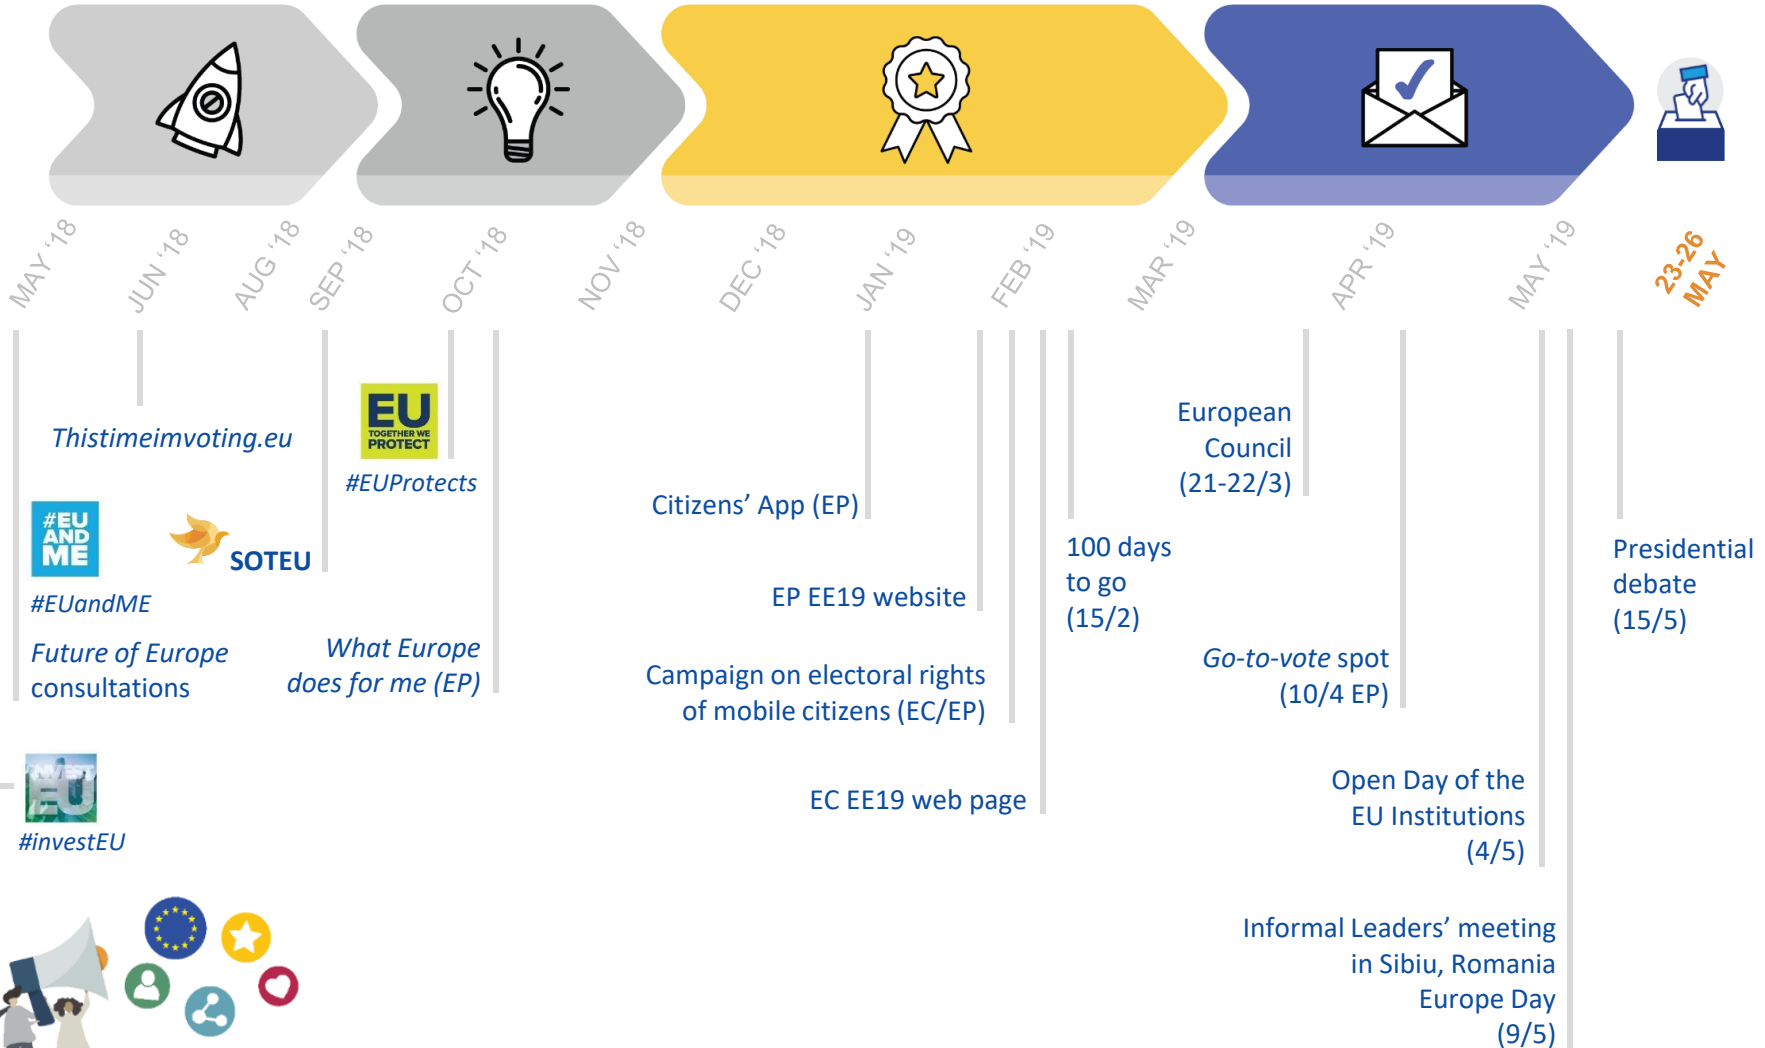 MAY ‘18
JUN ‘18
AUG ‘18
SEP ‘18
OCT ‘18
NOV ‘18
DEC ‘18
JAN ‘19
FEB ‘19
MAR ‘19
APR ‘19
MAY ‘19
23-26
MAY
Thistimeimvoting.eu
#EU
AND
ME
#EUandME
Future of Europe
consultations
INVEST
EU
#investEU
SOTEU
EU
TOGETHER WE
PROTECT
#EUProtects
What Europe
does for me (EP)
Citizens’ App (EP)
EP EE19 website
Campaign on electoral rights
of mobile citizens (EC/EP)
EC EE19 web page
100 days
to go
(15/2)
European
Council
(21-22/3)
Go-to-vote spot
(10/4 EP)
Open Day of the
EU Institutions
(4/5)
Informal Leaders’ meeting
in Sibiu, Romania
Europe Day
(9/5)
Presidential
debate
(15/5)